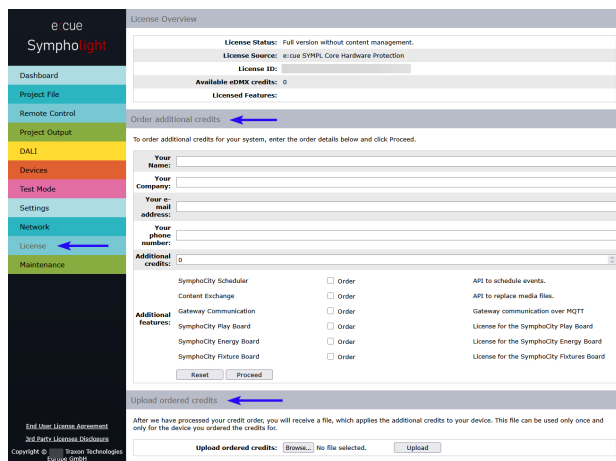 e:cue
Sympholight
Dashboard
Project File
Remote Control
Project Output
DALI
Devices
Test Mode
Settings
Network
License
Maintenance
End User License Agreement
3rd Party Licenses Disclosure
Copyright © Traxon Technologies
Europe GmbH
License Overview
License Status: Full version without content management.
License Source: e:cue SYMPL Core Hardware Protection
License ID:
Available eDMX credits: 0
Licensed Features:
Order additional credits
To order additional credits for your system, enter the order details below and click Proceed.
Your
Name:
Your
Company:
Your e-
mail
address:
Your
phone
number:
Additional
credits: 0
Additional
features:
SymphoCity Scheduler Order API to schedule events.
Content Exchange Order API to replace media files.
Gateway Communication Order Gateway communication over MQTT
SymphoCity Play Board Order License for the SymphoCity Play Board
SymphoCity Energy Board Order License for the SymphoCity Energy Board
SymphoCity Fixture Board Order License for the SymphoCity Fixtures Board
Reset Proceed
Upload ordered credits
After we have processed your credit order, you will receive a file, which applies the additional credits to your device. This file can be used only once and
only for the device you ordered the credits for.
Upload ordered credits: Browse... No file selected. Upload